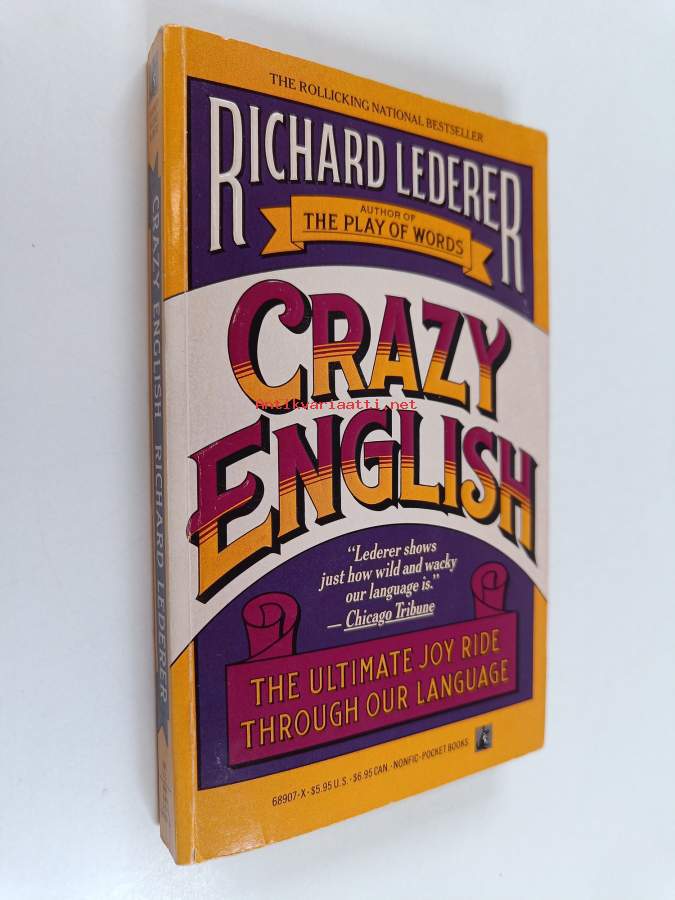 THE ROLLICKING NATIONAL BESTSELLER
RICHARD LEDERER
AUTHOR OF
THE PLAY OF WORDS
CRAZY
Antikvariaatti.net
ENGLISH
"Lederer shows
just how wild and wacky
our language is."
— Chicago Tribune
THE ULTIMATE JOY RIDE
THROUGH OUR LANGUAGE
68907-X·$5.95 U.S.·$6.95 CAN.·NONFIC·POCKET BOOKS
CRAZY ENGLISH RICHARD LEDERER